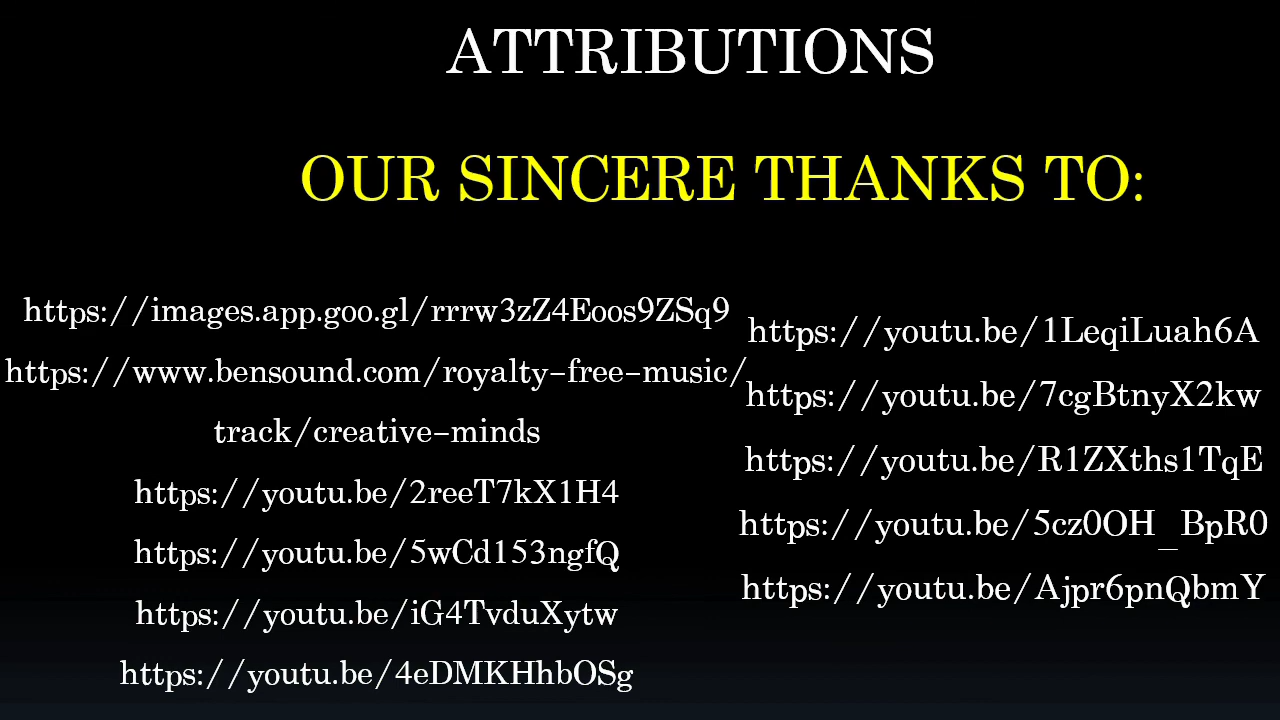 ATTRIBUTIONS
OUR SINCERE THANKS TO:
https://images.app.goo.gl/rrrw3zZ4Eoos9ZSq9
https://www.bensound.com/royalty-free-music/
track/creative-minds
https://youtu.be/2reeT7kX1H4
https://youtu.be/5wCd153ngfQ
https://youtu.be/iG4TvduXytw
https://youtu.be/4eDMKHhbOSg
https://youtu.be/1LeqiLuah6A
https://youtu.be/7cgBtnyX2kw
https://youtu.be/R1ZXths1TqE
https://youtu.be/5cz0OH_BpR0
https://youtu.be/Ajpr6pnQbmY